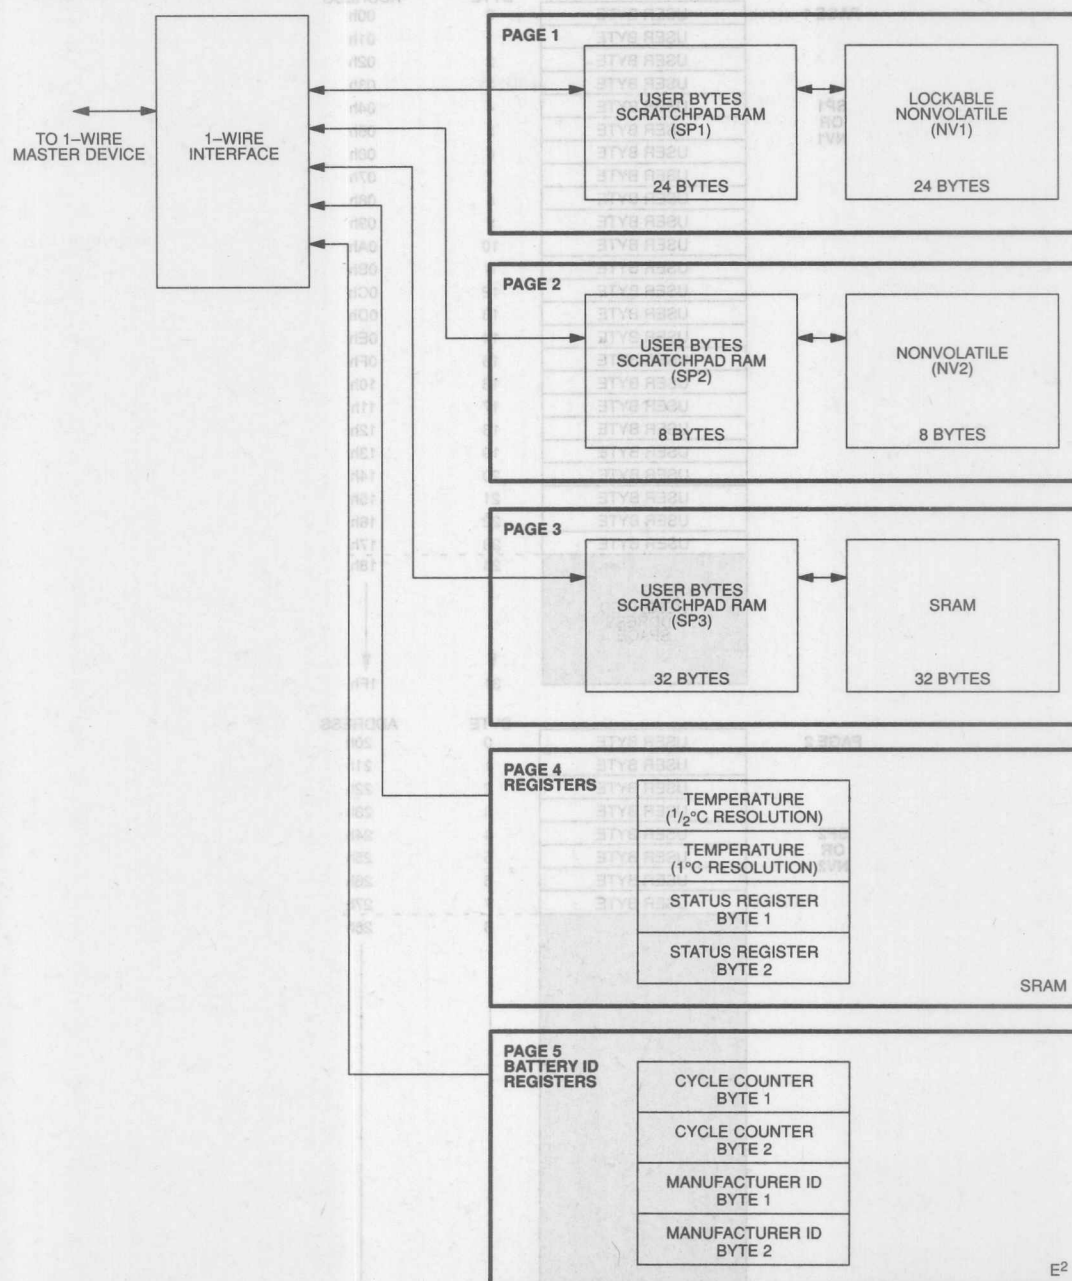 TO 1–WIRE
MASTER DEVICE
1–WIRE
INTERFACE
PAGE 1
USER BYTES
SCRATCHPAD RAM
(SP1)
24 BYTES
LOCKABLE
NONVOLATILE
(NV1)
24 BYTES
PAGE 2
USER BYTES
SCRATCHPAD RAM
(SP2)
8 BYTES
NONVOLATILE
(NV2)
8 BYTES
PAGE 3
USER BYTES
SCRATCHPAD RAM
(SP3)
32 BYTES
SRAM
32 BYTES
PAGE 4
REGISTERS
TEMPERATURE
(1/2°C RESOLUTION)
TEMPERATURE
(1°C RESOLUTION)
STATUS REGISTER
BYTE 1
STATUS REGISTER
BYTE 2
SRAM
PAGE 5
BATTERY ID
REGISTERS
CYCLE COUNTER
BYTE 1
CYCLE COUNTER
BYTE 2
MANUFACTURER ID
BYTE 1
MANUFACTURER ID
BYTE 2
E2